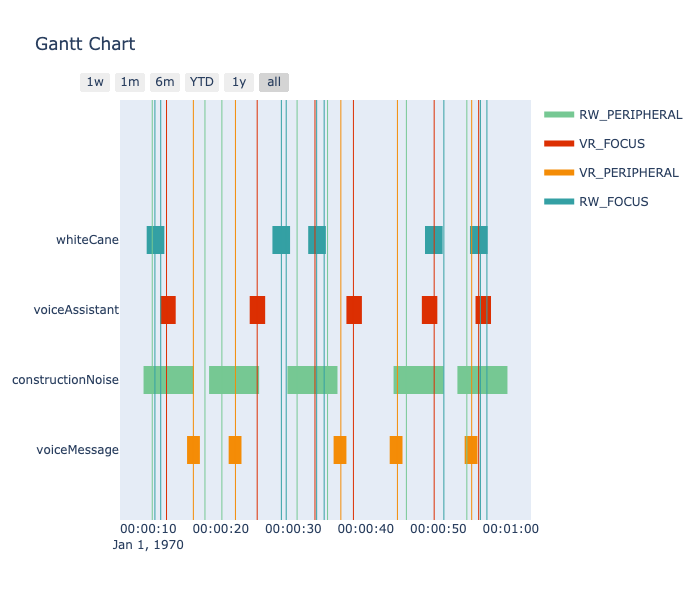 Gantt Chart
1w 1m 6m YTD 1y all
RW_PERIPHERAL
VR_FOCUS
VR_PERIPHERAL
RW_FOCUS
whiteCane
voiceAssistant
constructionNoise
voiceMessage
00:00:10 00:00:20 00:00:30 00:00:40 00:00:50 00:01:00
Jan 1, 1970